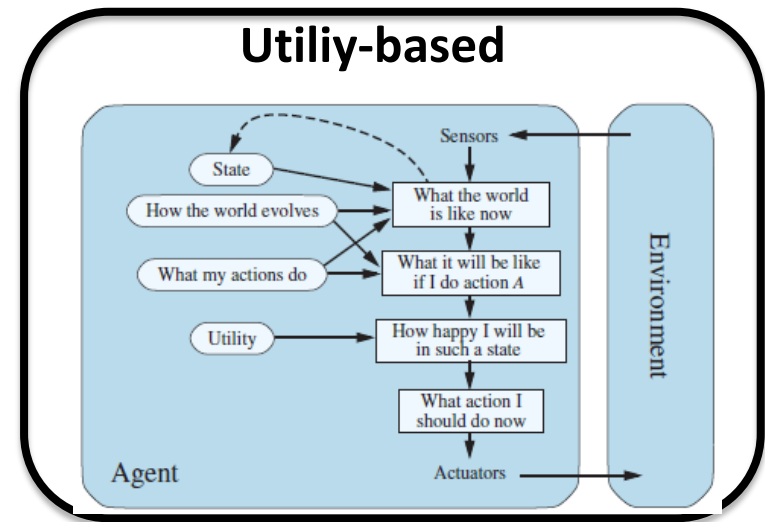 Utiliy-based
Sensors
State
What the world
is like now
How the world evolves
What it will be like
if I do action A
What my actions do
How happy I will be
in such a state
Utility
What action I
should do now
Agent
Actuators
Environment